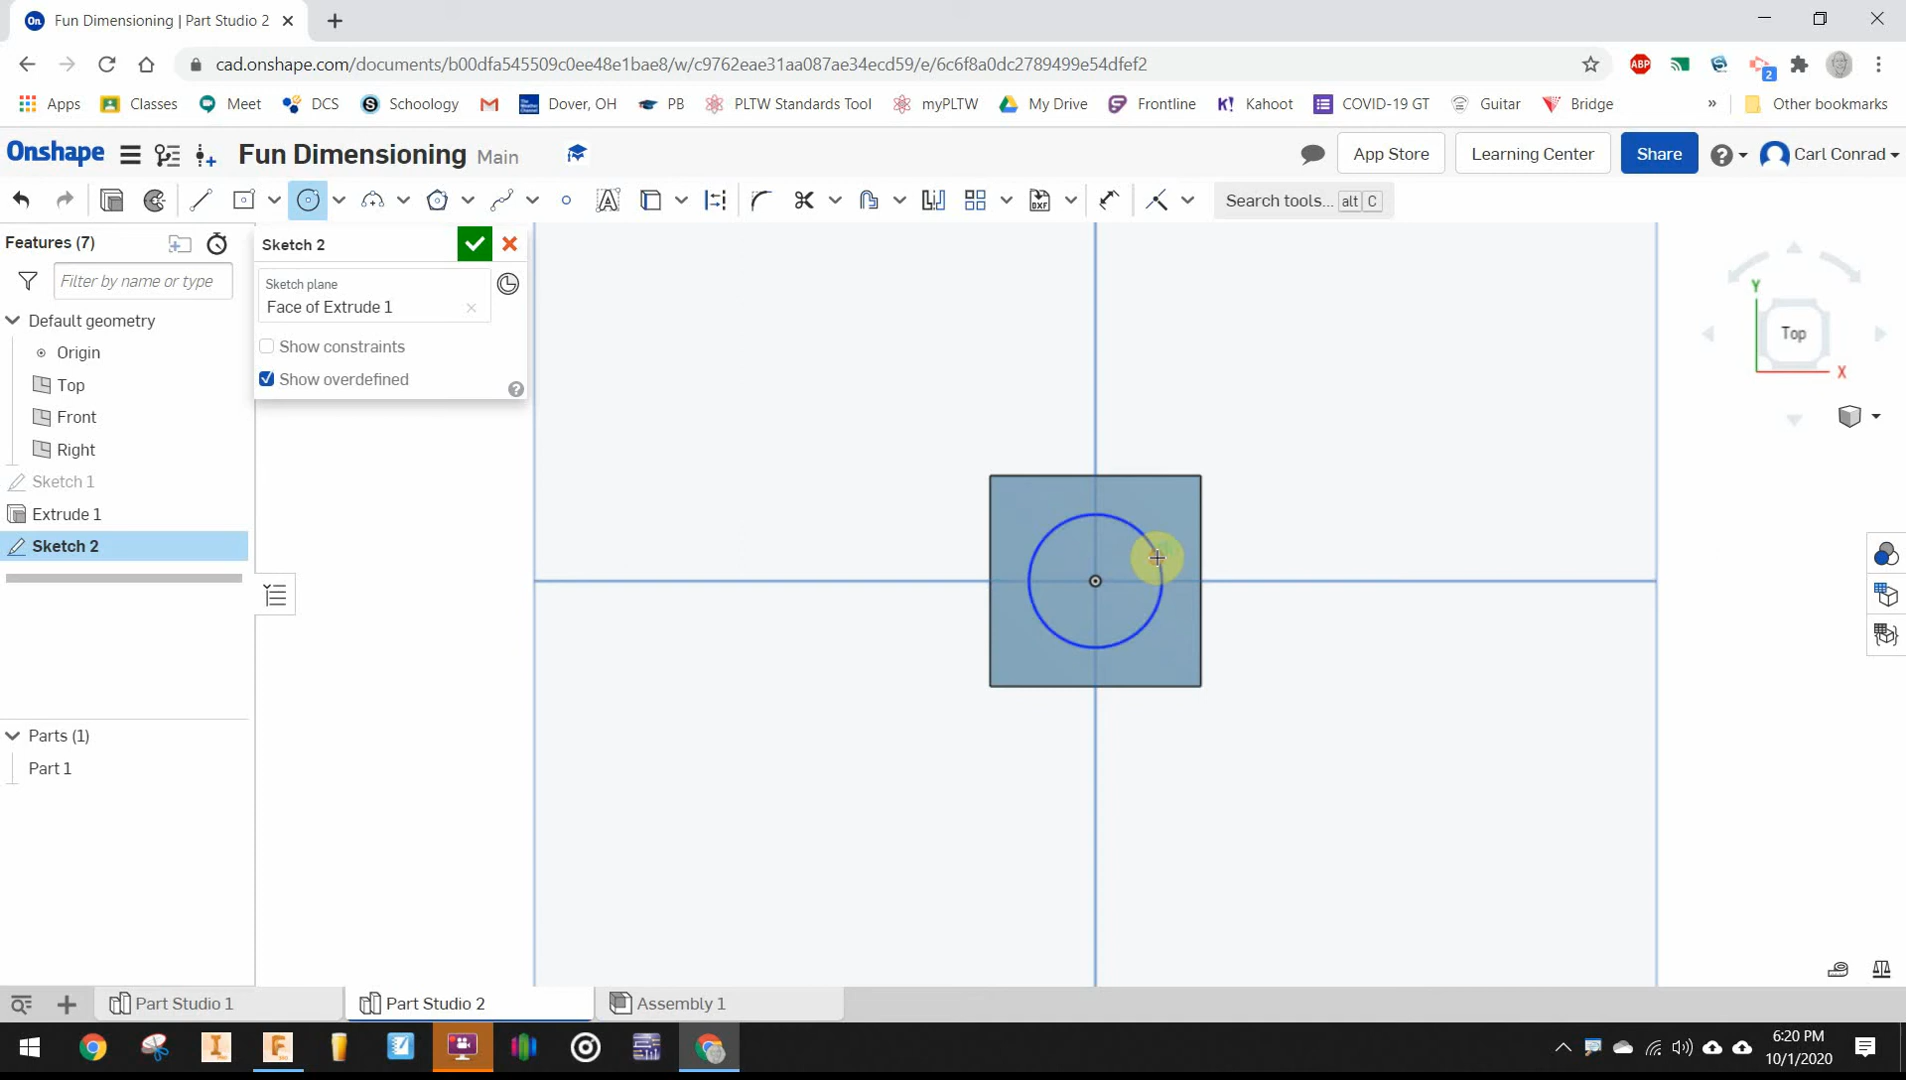 On Fun Dimensioning | Part Studio 2
cad.onshape.com/documents/b00dfa545509c0ee48e1bae8/w/c9762eae31aa087ae34ecd59/e/6c6f8a0dc2789499e54dfef2
ABP 2
Apps Classes Meet DCS Schoology Dover, OH PB PLTW Standards Tool myPLTW My Drive Frontline K! Kahoot COVID-19 GT Guitar Bridge » Other bookmarks
Onshape Fun Dimensioning Main App Store Learning Center Share Carl Conrad
Search tools... alt C
Features (7)
Filter by name or type
Default geometry
Origin
Top
Front
Right
Sketch 1
Extrude 1
Sketch 2
Parts (1)
Part 1
Sketch 2
Sketch plane
Face of Extrude 1
Show constraints
Show overdefined
Y
Top
X
Part Studio 1 Part Studio 2 Assembly 1
6:20 PM
10/1/2020